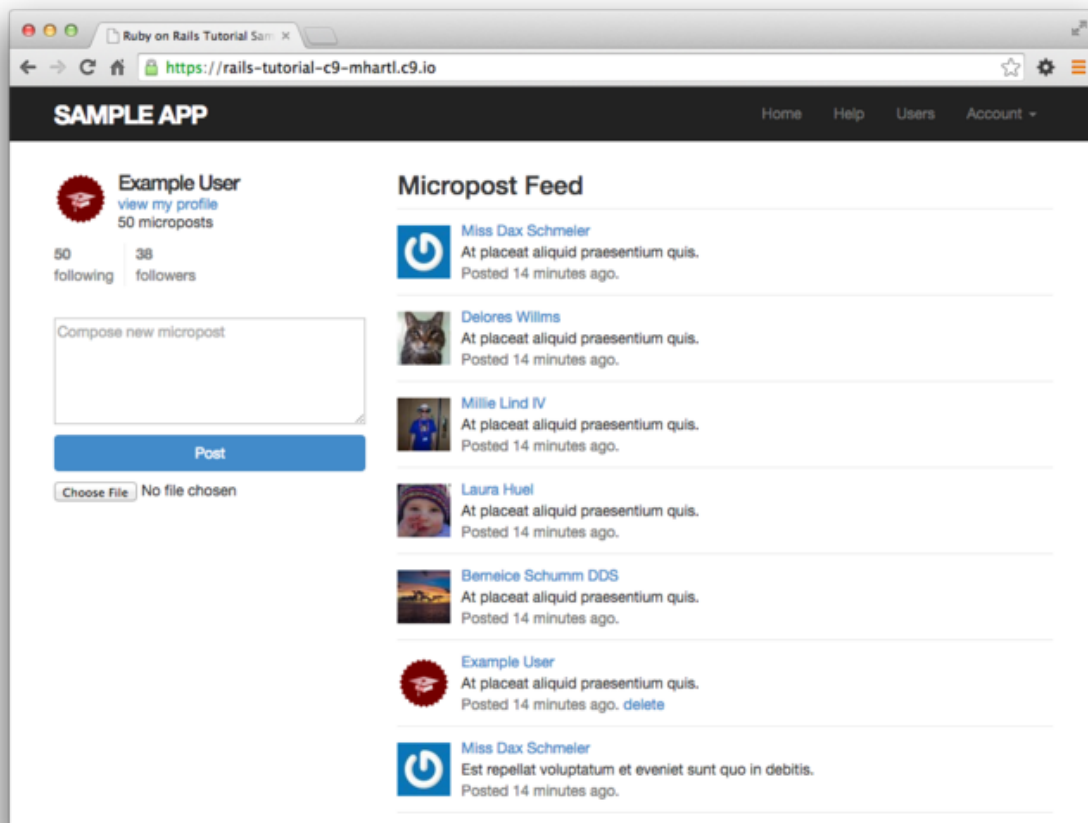 Ruby on Rails Tutorial Sam
https://rails-tutorial-c9-mhartl.c9.io
SAMPLE APP
Home Help Users Account
Example User
view my profile
50 microposts
50 38
following followers
Compose new micropost
Post
Choose File No file chosen
Micropost Feed
Miss Dax Schmeler
At placeat aliquid praesentium quis.
Posted 14 minutes ago.
Delores Willms
At placeat aliquid praesentium quis.
Posted 14 minutes ago.
Millie Lind IV
At placeat aliquid praesentium quis.
Posted 14 minutes ago.
Laura Huel
At placeat aliquid praesentium quis.
Posted 14 minutes ago.
Berneice Schumm DDS
At placeat aliquid praesentium quis.
Posted 14 minutes ago.
Example User
At placeat aliquid praesentium quis.
Posted 14 minutes ago. delete
Miss Dax Schmeler
Est repellat voluptatum et eveniet sunt quo in debitis.
Posted 14 minutes ago.